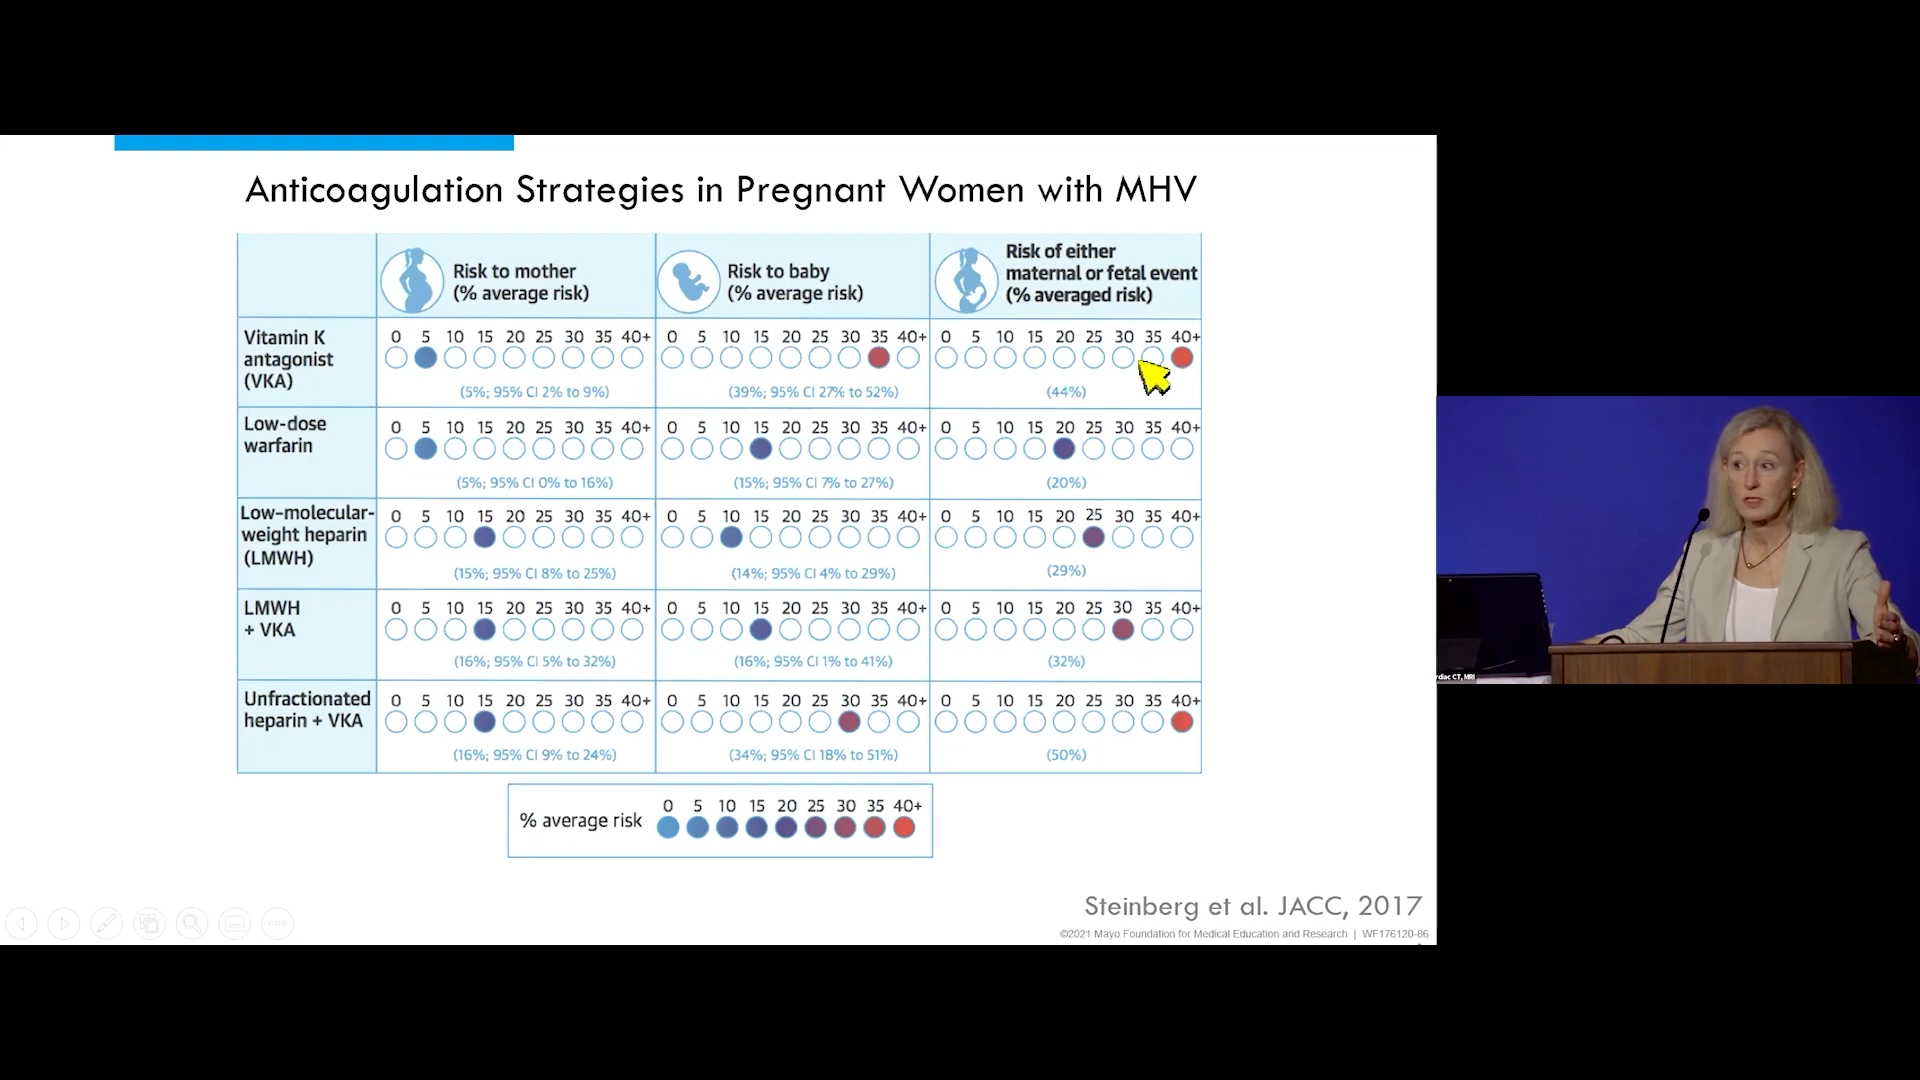 Anticoagulation Strategies in Pregnant Women with MHV
Risk to mother
(% average risk)
Risk to baby
(% average risk)
Risk of either
maternal or fetal event
(% averaged risk)
Vitamin K
antagonist
(VKA)
0 5 10 15 20 25 30 35 40+
(5%; 95% CI 2% to 9%)
0 5 10 15 20 25 30 35 40+
(39%; 95% CI 27% to 52%)
0 5 10 15 20 25 30 35 40+
(44%)
Low-dose
warfarin
0 5 10 15 20 25 30 35 40+
(5%; 95% CI 0% to 16%)
0 5 10 15 20 25 30 35 40+
(15%; 95% CI 7% to 27%)
0 5 10 15 20 25 30 35 40+
(20%)
Low-molecular-
weight heparin
(LMWH)
0 5 10 15 20 25 30 35 40+
(15%; 95% CI 8% to 25%)
0 5 10 15 20 25 30 35 40+
(14%; 95% CI 4% to 29%)
0 5 10 15 20 25 30 35 40+
(29%)
LMWH
+ VKA
0 5 10 15 20 25 30 35 40+
(16%; 95% CI 5% to 32%)
0 5 10 15 20 25 30 35 40+
(16%; 95% CI 1% to 41%)
0 5 10 15 20 25 30 35 40+
(32%)
Unfractionated
heparin + VKA
0 5 10 15 20 25 30 35 40+
(16%; 95% CI 9% to 24%)
0 5 10 15 20 25 30 35 40+
(34%; 95% CI 18% to 51%)
0 5 10 15 20 25 30 35 40+
(50%)
% average risk
0 5 10 15 20 25 30 35 40+
Steinberg et al. JACC, 2017
©2021 Mayo Foundation for Medical Education and Research | WF176120-86
CT, MRI